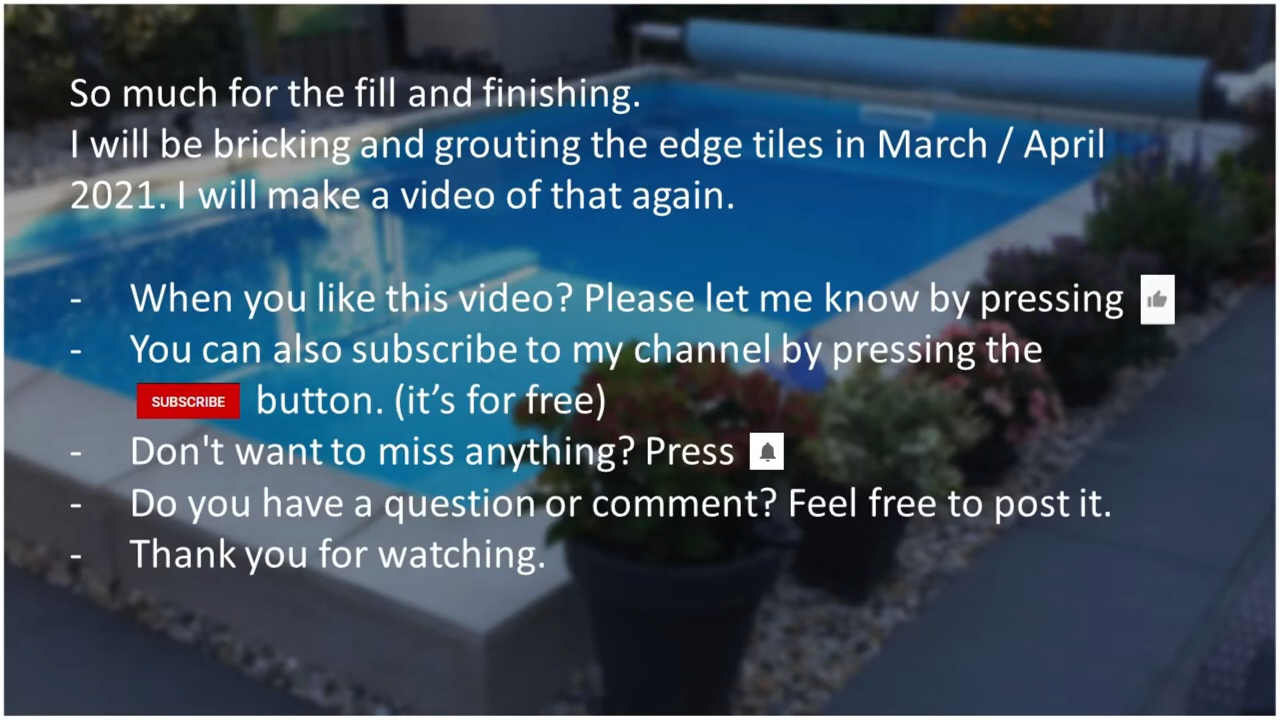 So much for the fill and finishing.
I will be bricking and grouting the edge tiles in March / April
2021. I will make a video of that again.
- When you like this video? Please let me know by pressing
- You can also subscribe to my channel by pressing the
SUBSCRIBE button. (it’s for free)
- Don't want to miss anything? Press
- Do you have a question or comment? Feel free to post it.
- Thank you for watching.